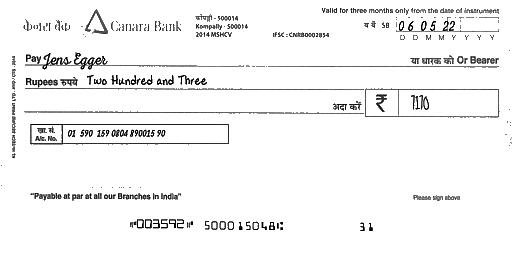 Valid for three months only from the date of instrument
केनरा बैंक Canara Bank
कोंपल्ली - 500014
Kompally - 500014
2014 MSHCV
IFSC : CNRB0002854
SB 06 05 22
D D M M Y Y Y Y
Pay Jens Egger या धारक को Or Bearer
Rupees रुपये Two Hundred and Three
अदा करें ₹ 7170
खा. सं.
A/c. No. 01 590 159 0804 890015 90
"Payable at par at all our Branches in India"
Please sign above
⑈003592⑈ 500015048⑆ 31